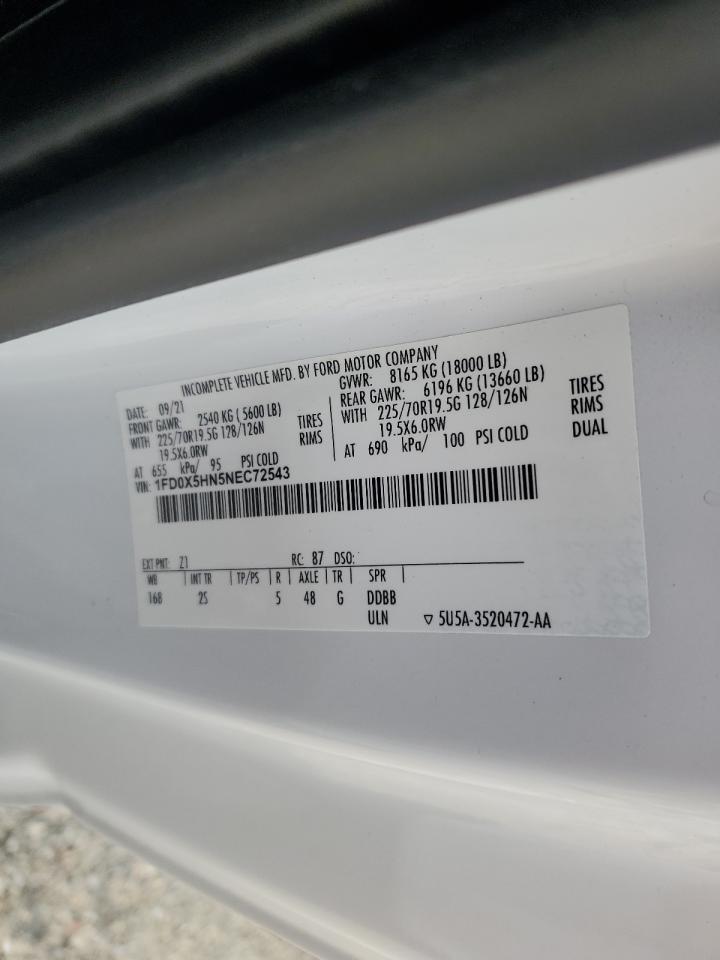 INCOMPLETE VEHICLE MFD. BY FORD MOTOR COMPANY
DATE: 09/21
GVWR: 8165 KG (18000 LB)
FRONT GAWR: 2540 KG ( 5600 LB)
REAR GAWR: 6196 KG (13660 LB)
WITH 225/70R19.5G 128/126N TIRES
WITH 225/70R19.5G 128/126N TIRES
19.5X6.0RW RIMS
19.5X6.0RW RIMS
AT 655 kPa/ 95 PSI COLD
AT 690 kPa/ 100 PSI COLD DUAL
VIN: 1FD0X5HN5NEC72543
EXT PNT: Z1 RC: 87 DSO:
WB | INT TR | TP/PS | R | AXLE | TR | SPR |
168 2S 5 48 G DDBB
ULN ▽ 5U5A-3520472-AA